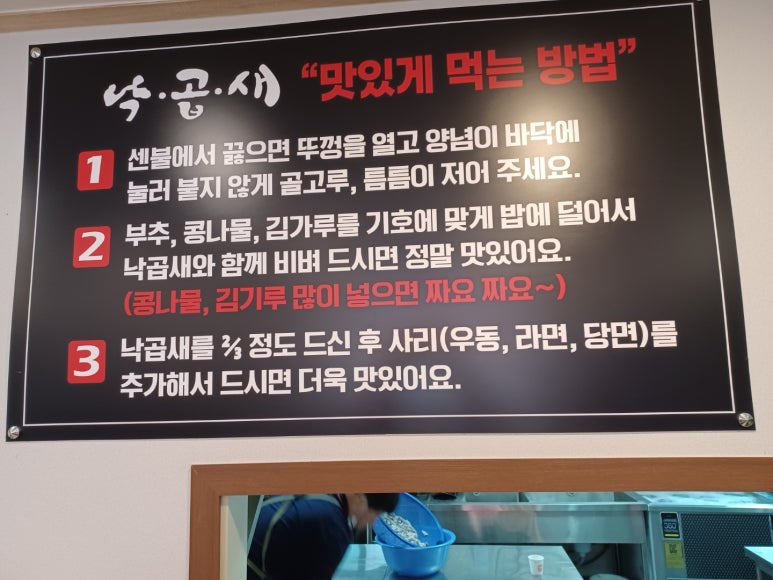 낙·곱·새 “맛있게 먹는 방법”
1 센불에서 끓으면 뚜껑을 열고 양념이 바닥에
눌러 붙지 않게 골고루, 틈틈이 저어 주세요.
2 부추, 콩나물, 김가루를 기호에 맞게 밥에 덜어서
낙곱새와 함께 비벼 드시면 정말 맛있어요.
(콩나물, 김기루 많이 넣으면 짜요 짜요~)
3 낙곱새를 ⅔ 정도 드신 후 사리(우동, 라면, 당면)를
추가해서 드시면 더욱 맛있어요.